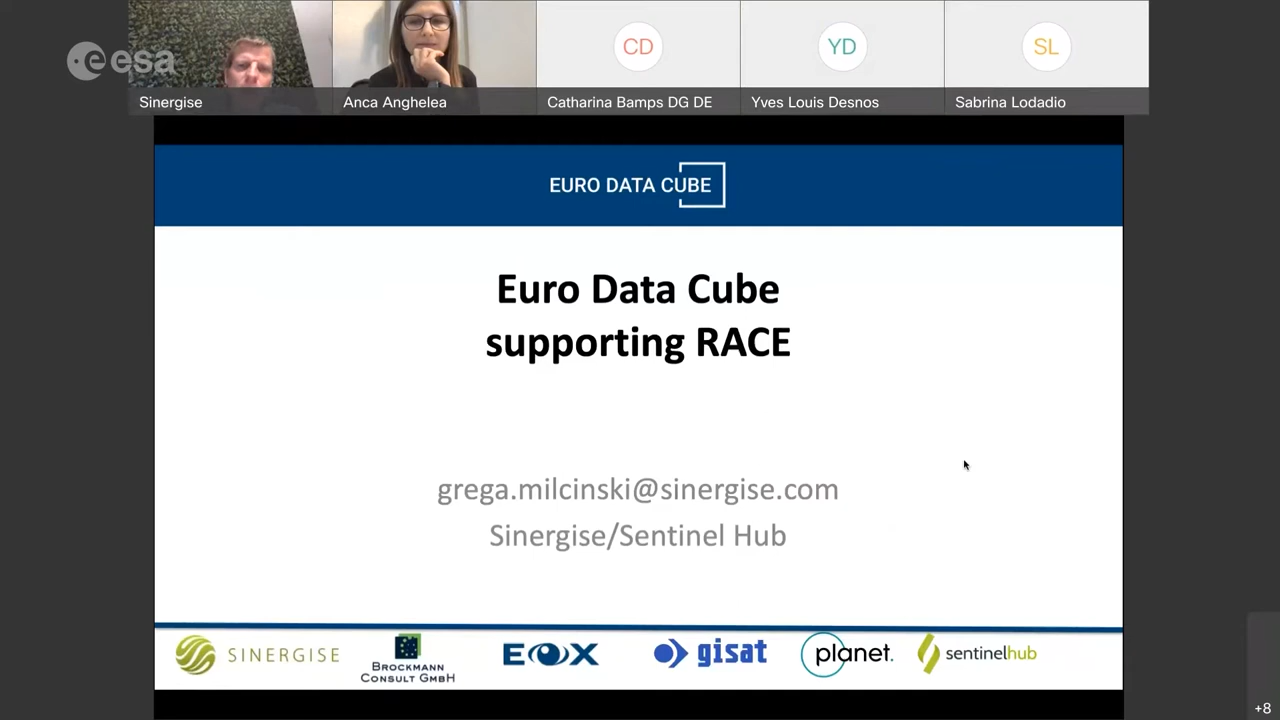 esa
CD
YD
SL
Sinergise
Anca Anghelea
Catharina Bamps DG DE
Yves Louis Desnos
Sabrina Lodadio
EURO DATA CUBE
Euro Data Cube
supporting RACE
grega.milcinski@sinergise.com
Sinergise/Sentinel Hub
SINERGISE
BROCKMANN
CONSULT GMBH
EOX
gisat
planet.
sentinelhub
+8